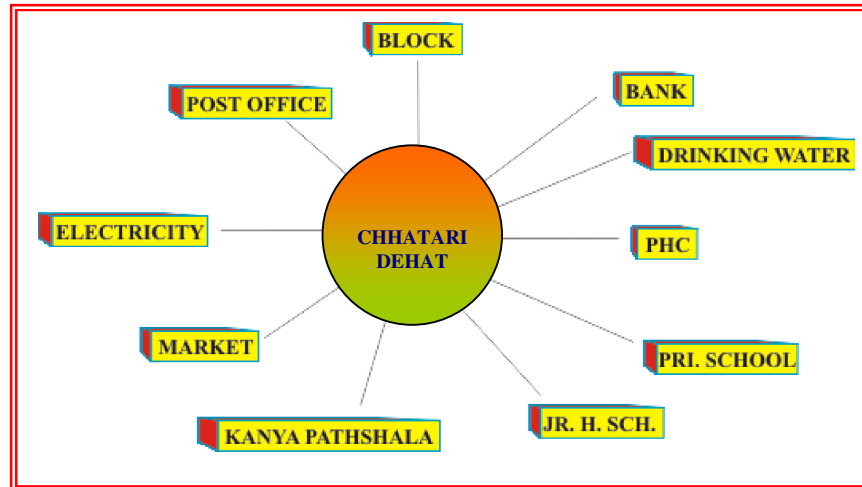 BLOCK
BANK
POST OFFICE
DRINKING WATER
ELECTRICITY
CHHATARI
DEHAT
PHC
MARKET
PRI. SCHOOL
KANYA PATHSHALA
JR. H. SCH.